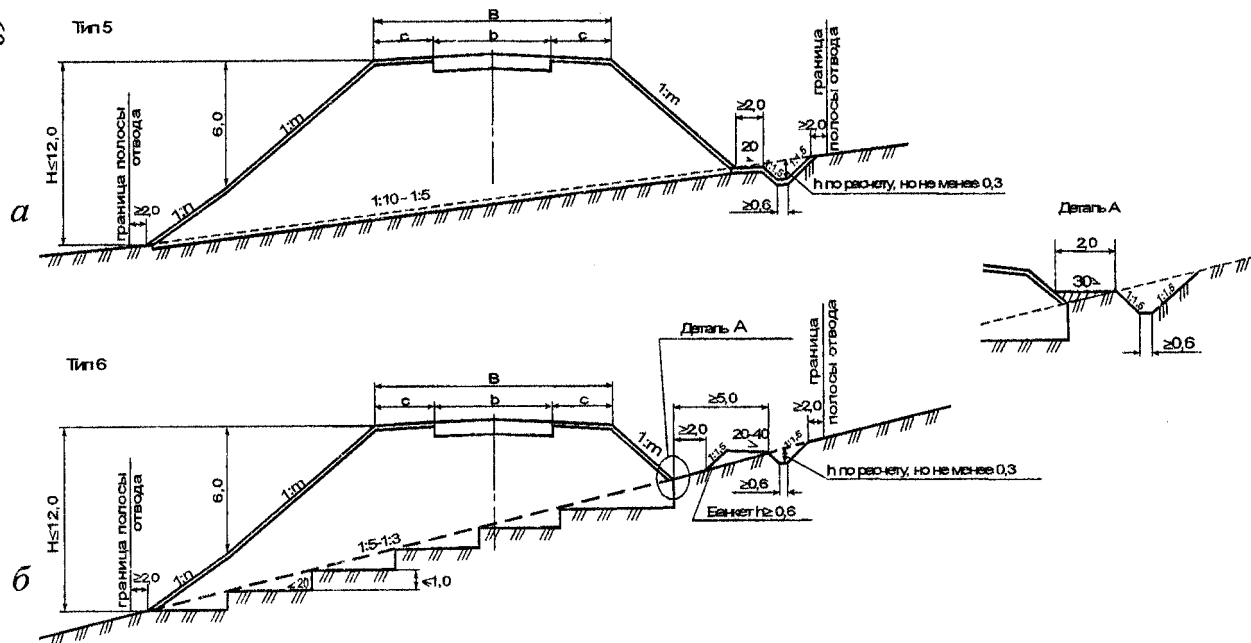 Тип 5
B
c
b
c
H≤12,0
граница полосы
отвода
≥2,0
6,0
1:m
1:n
1:m
≥2,0
20
граница
полосы отвода
≥2,0
1:1,5
1:1,5
h по расчету, но не менее 0,3
≥0,6
1:10 - 1:5
а
Деталь А
2,0
30
1:1,5
1:1,5
≥0,6
Тип 6
Деталь А
B
c
b
c
H≤12,0
граница полосы
отвода
≥2,0
6,0
1:m
1:n
1:m
≥5,0
≥2,0
1:1,5
20-40
граница
полосы отвода
≥2,0
1:1,5
h по расчету, но не менее 0,3
≥0,6
Банкет h≥0,6
1:5-1:3
≤20
≤1,0
б